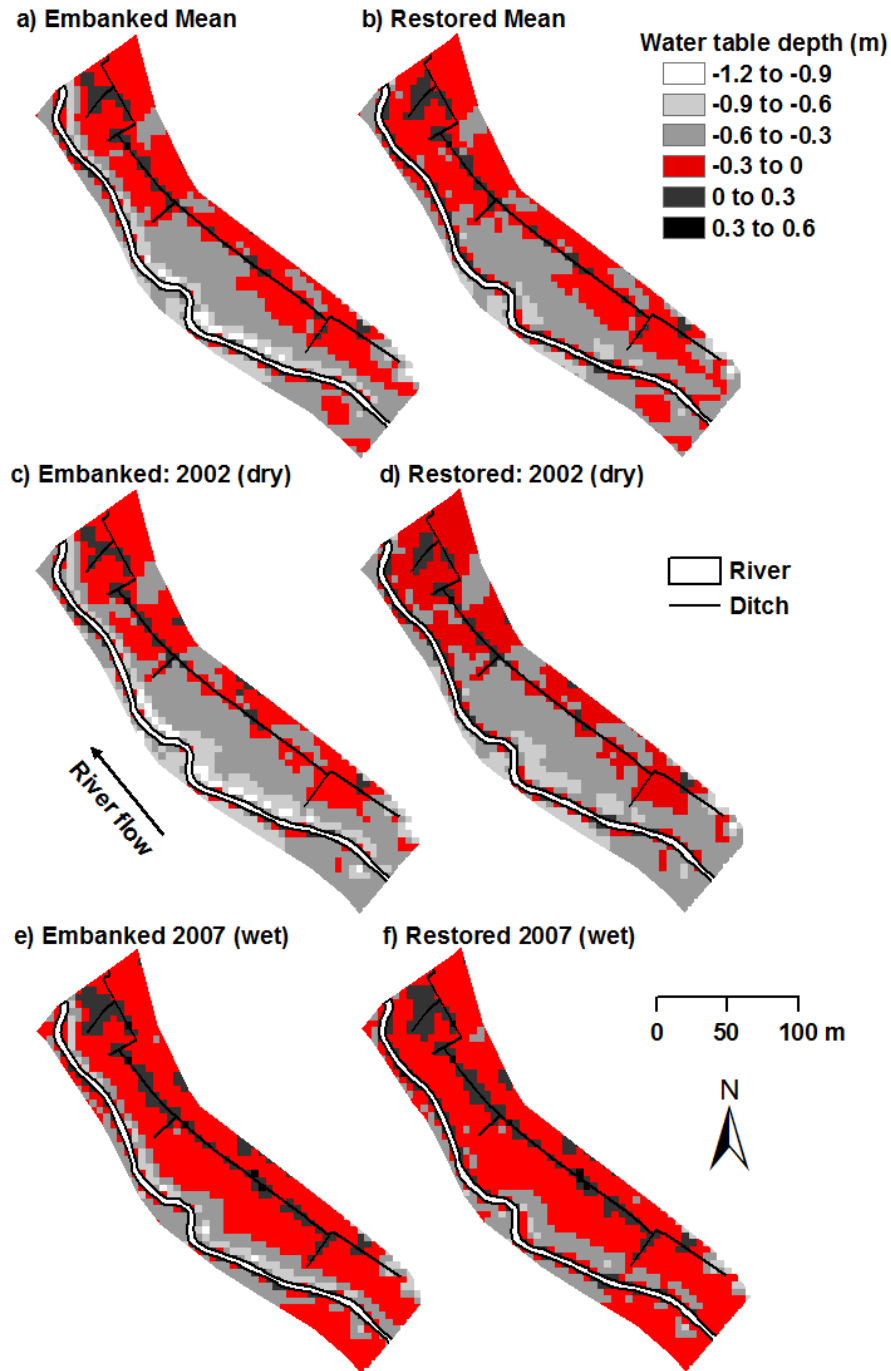 a) Embanked Mean
b) Restored Mean
Water table depth (m)
-1.2 to -0.9
-0.9 to -0.6
-0.6 to -0.3
-0.3 to 0
0 to 0.3
0.3 to 0.6
c) Embanked: 2002 (dry)
d) Restored: 2002 (dry)
River
Ditch
River flow
e) Embanked 2007 (wet)
f) Restored 2007 (wet)
0 50 100 m
N